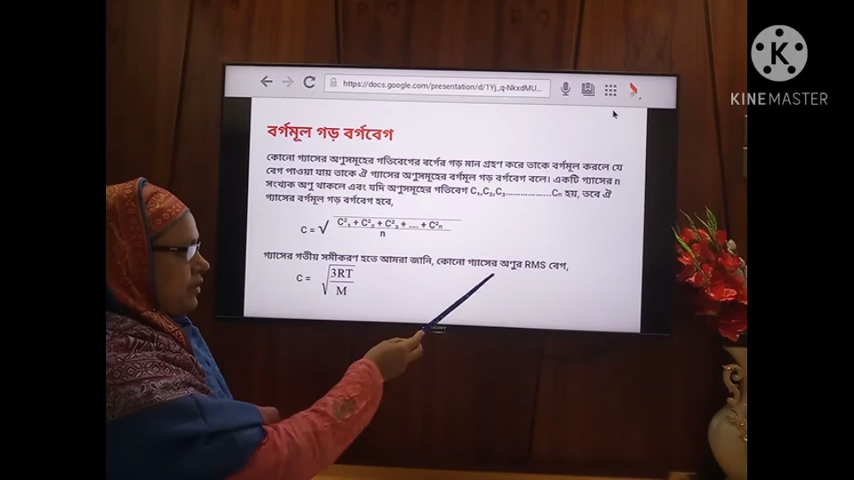 KINEMASTER
https://docs.google.com/presentation/d/1Yj_q-NkxdMU...
বর্গমূল গড় বর্গবেগ
কোনো গ্যাসের অণুসমূহের গতিবেগের বর্গের গড় মান গ্রহণ করে তাকে বর্গমূল করলে যে
বেগ পাওয়া যায় তাকে ঐ গ্যাসের অণুসমূহের বর্গমূল গড় বর্গবেগ বলে। একটি গ্যাসের n
সংখ্যক অণু থাকলে এবং যদি অণুসমূহের গতিবেগ C₁,C₂,C₃...................Cₙ হয়, তবে ঐ
গ্যাসের বর্গমূল গড় বর্গবেগ হবে,
C = √ C²₁ + C²₂ + C²₃ + .... + C²ₙ
n
গ্যাসের গতীয় সমীকরণ হতে আমরা জানি, কোনো গ্যাসের অণুর RMS বেগ,
C = √ 3RT
M
SONY